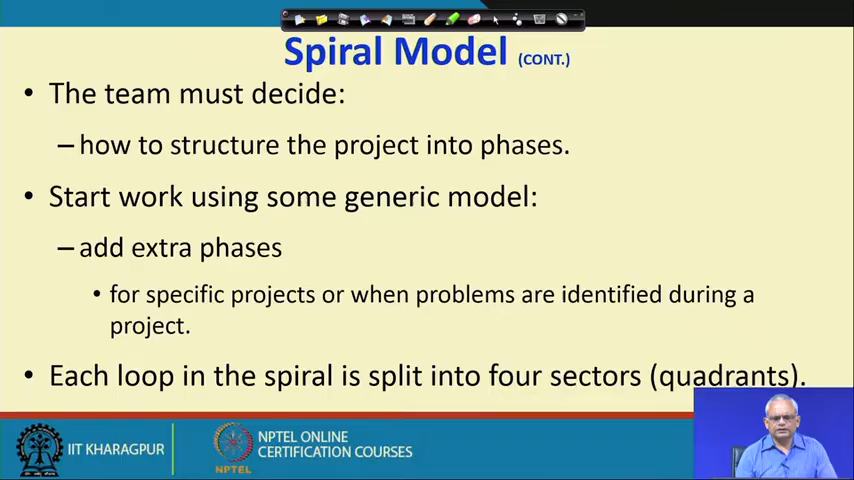 Spiral Model (CONT.)
• The team must decide:
– how to structure the project into phases.
• Start work using some generic model:
– add extra phases
• for specific projects or when problems are identified during a
project.
• Each loop in the spiral is split into four sectors (quadrants).
IIT KHARAGPUR
NPTEL
NPTEL ONLINE
CERTIFICATION COURSES